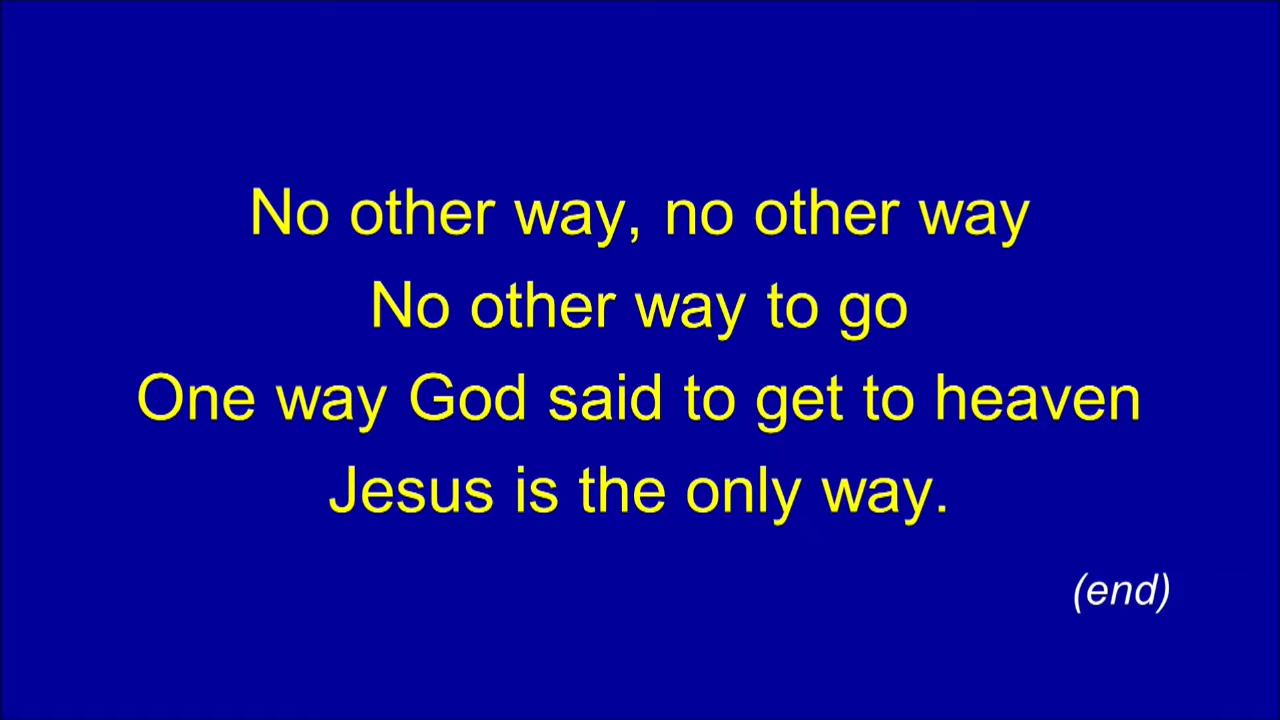 No other way, no other way
No other way to go
One way God said to get to heaven
Jesus is the only way.
(end)